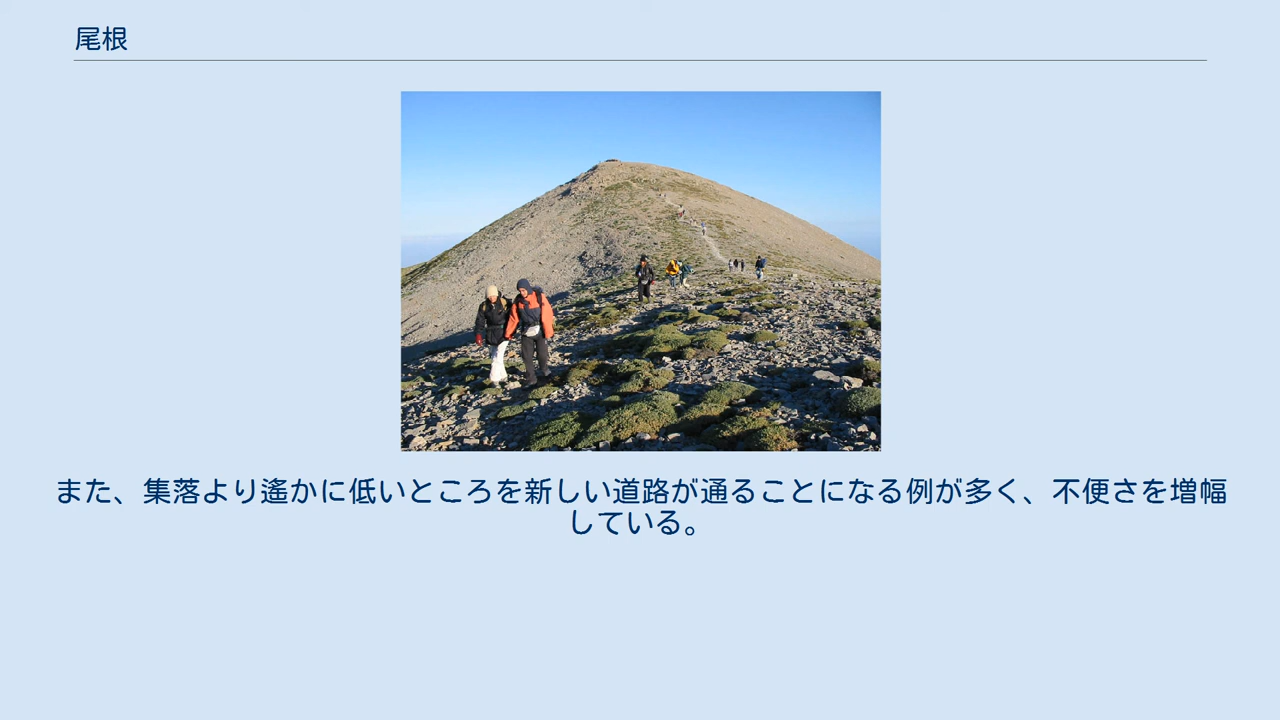 尾根
また、集落より遙かに低いところを新しい道路が通ることになる例が多く、不便さを増幅
している。